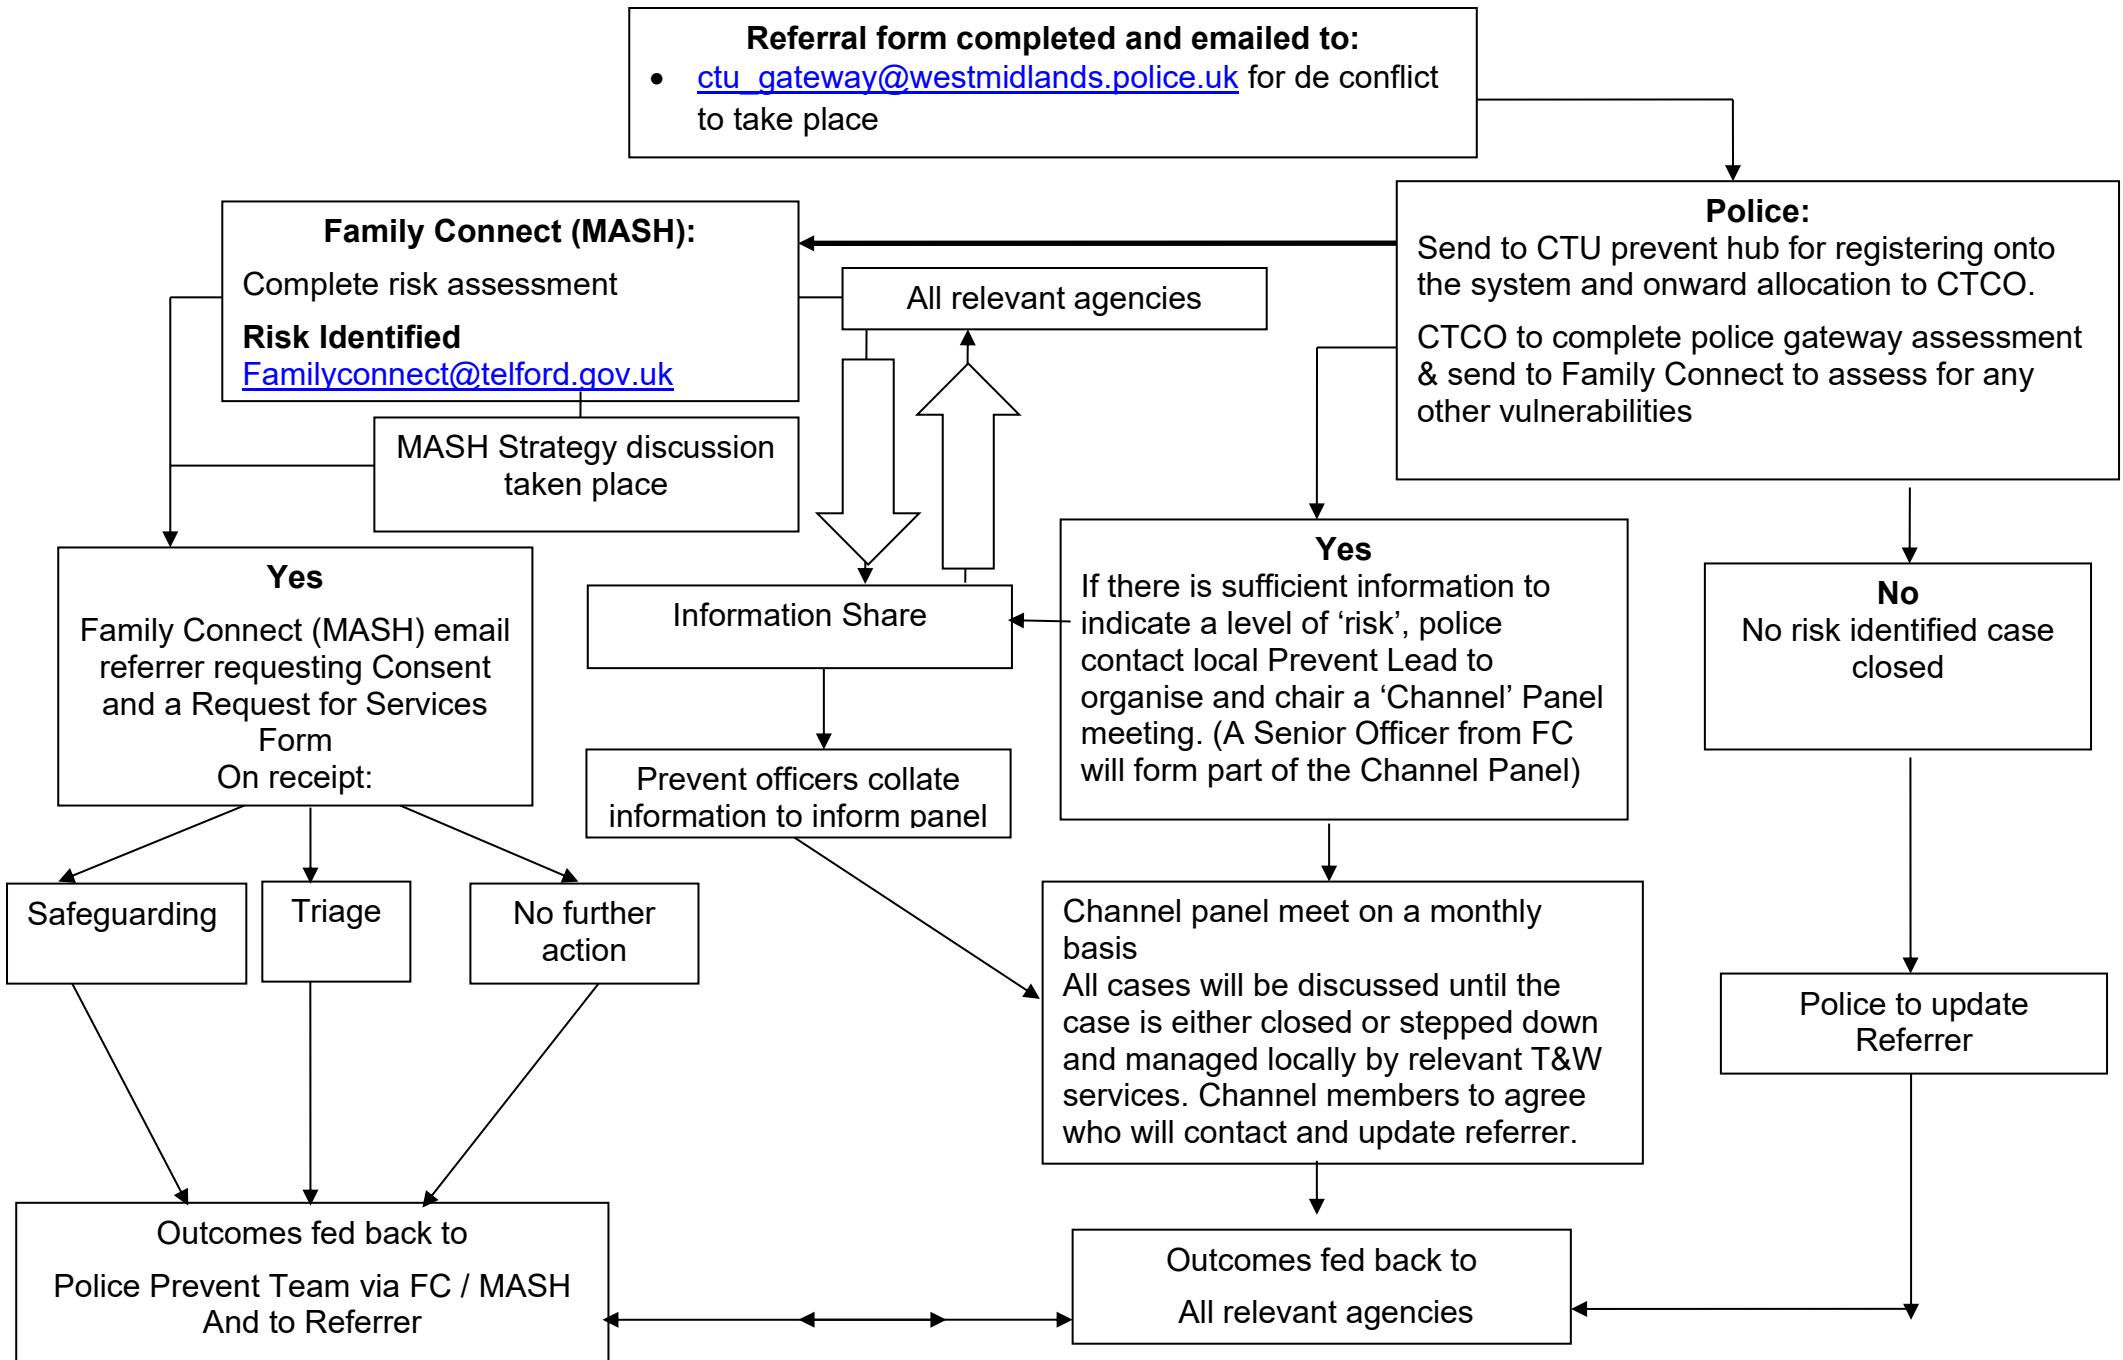 Referral form completed and emailed to:
• ctu_gateway@westmidlands.police.uk for de conflict
to take place
Police:
Send to CTU prevent hub for registering onto
the system and onward allocation to CTCO.
CTCO to complete police gateway assessment
& send to Family Connect to assess for any
other vulnerabilities
Family Connect (MASH):
Complete risk assessment
Risk Identified
Familyconnect@telford.gov.uk
All relevant agencies
MASH Strategy discussion
taken place
Yes
Family Connect (MASH) email
referrer requesting Consent
and a Request for Services
Form
On receipt:
Information Share
Yes
If there is sufficient information to
indicate a level of ‘risk’, police
contact local Prevent Lead to
organise and chair a ‘Channel’ Panel
meeting. (A Senior Officer from FC
will form part of the Channel Panel)
No
No risk identified case
closed
Prevent officers collate
information to inform panel
Safeguarding
Triage
No further
action
Channel panel meet on a monthly
basis
All cases will be discussed until the
case is either closed or stepped down
and managed locally by relevant T&W
services. Channel members to agree
who will contact and update referrer.
Police to update
Referrer
Outcomes fed back to
Police Prevent Team via FC / MASH
And to Referrer
Outcomes fed back to
All relevant agencies